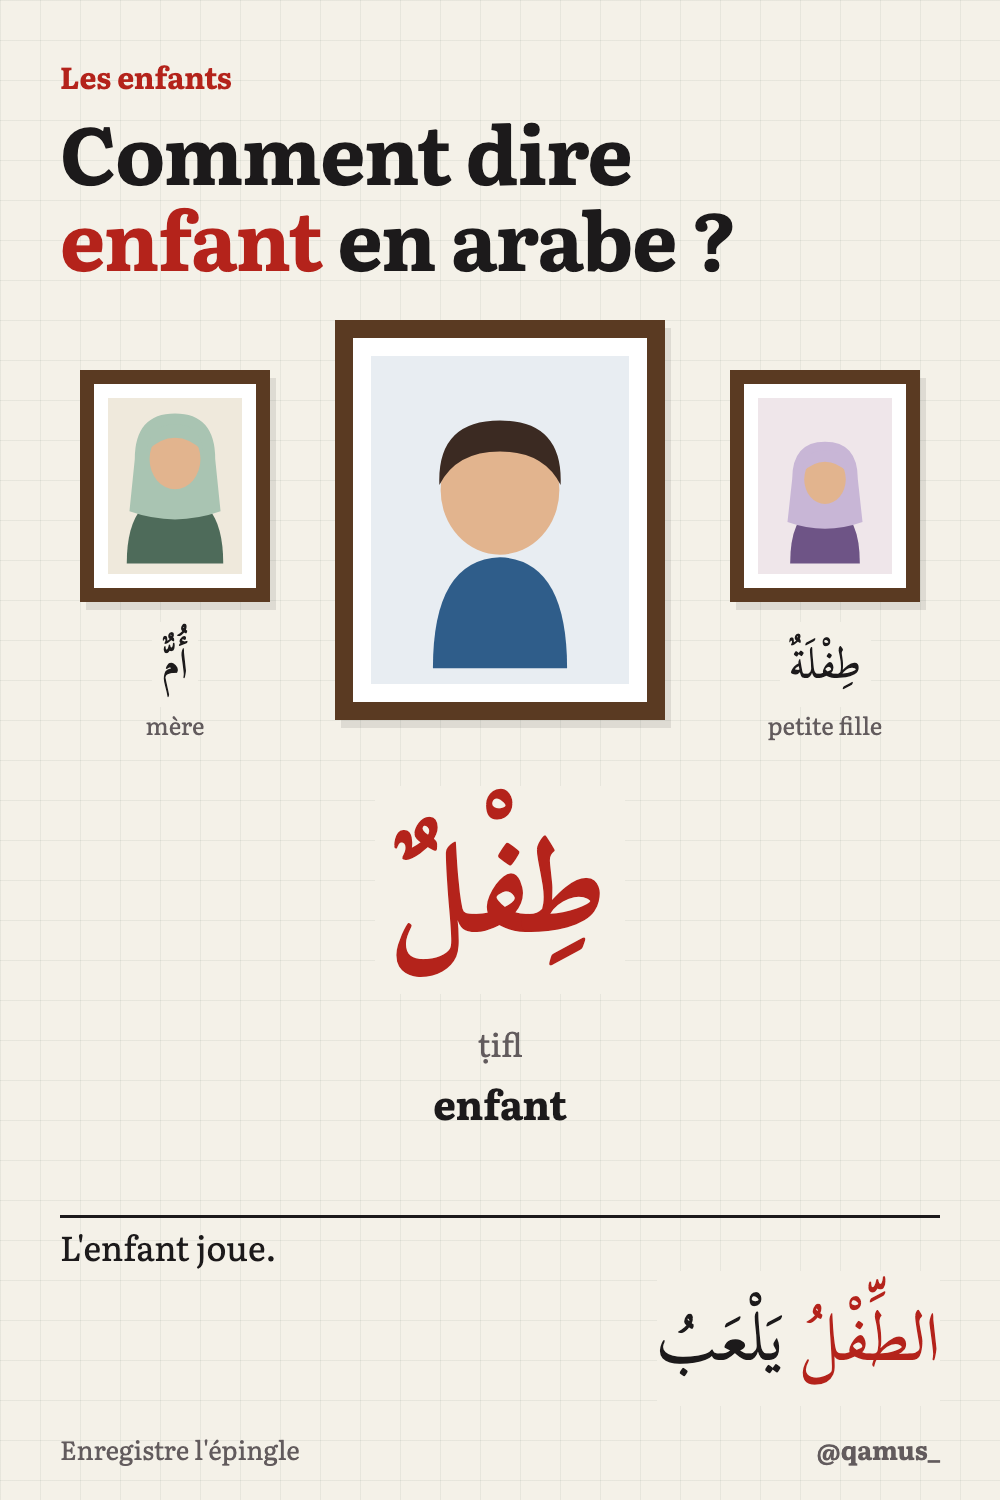 Les enfants
Comment dire
enfant en arabe ?
أُمٌّ
mère
طِفْلَةٌ
petite fille
طِفْلٌ
ṭifl
enfant
L'enfant joue.
الطِّفْلُ يَلْعَبُ
Enregistre l'épingle
@qamus_